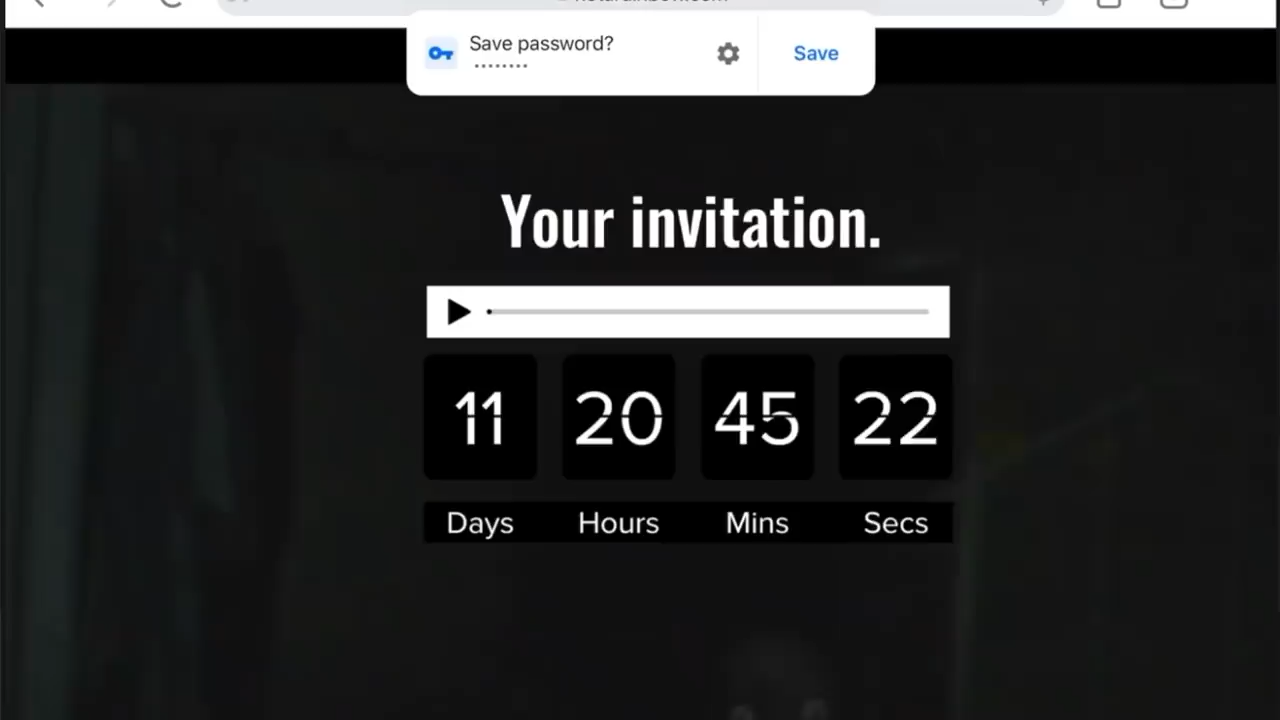 Save password?
Save
Your invitation.
11 20 45 22
Days Hours Mins Secs